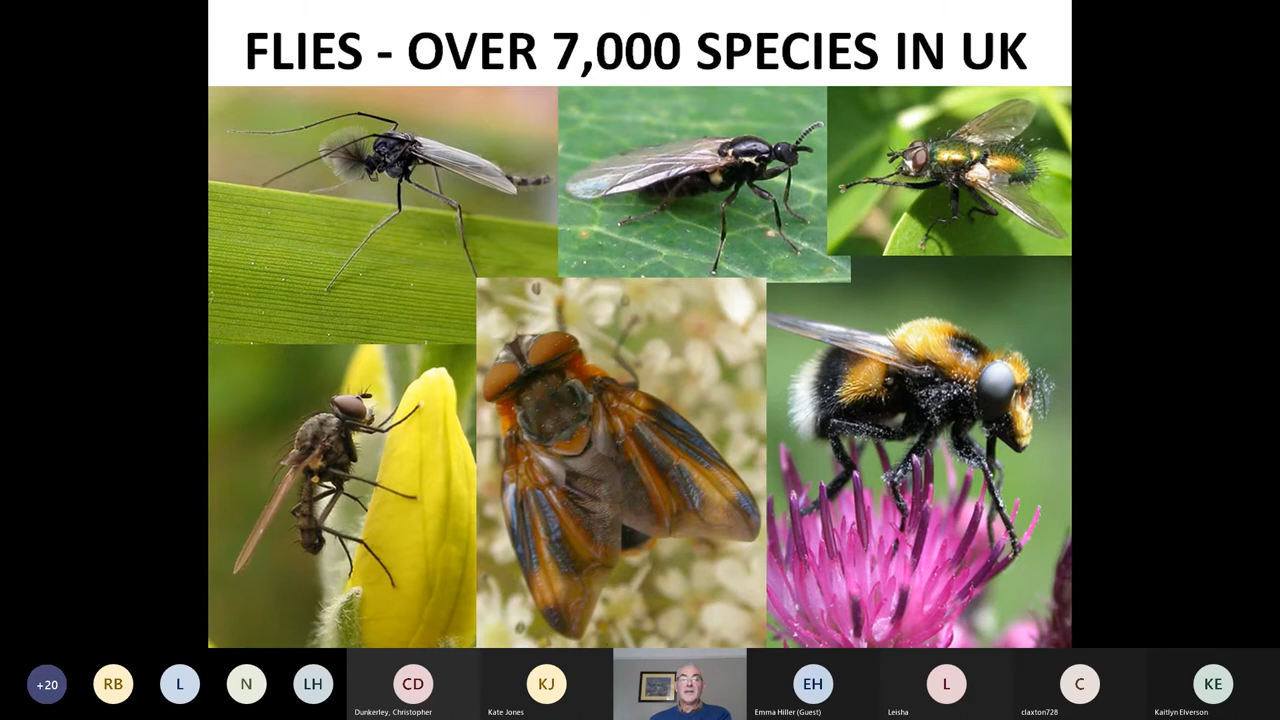 FLIES - OVER 7,000 SPECIES IN UK
+20
RB
L
N
LH
CD
KJ
EH
L
C
KE
Dunkerley, Christopher
Kate Jones
Emma Hiller (Guest)
Leisha
claxton728
Kaitlyn Elverson